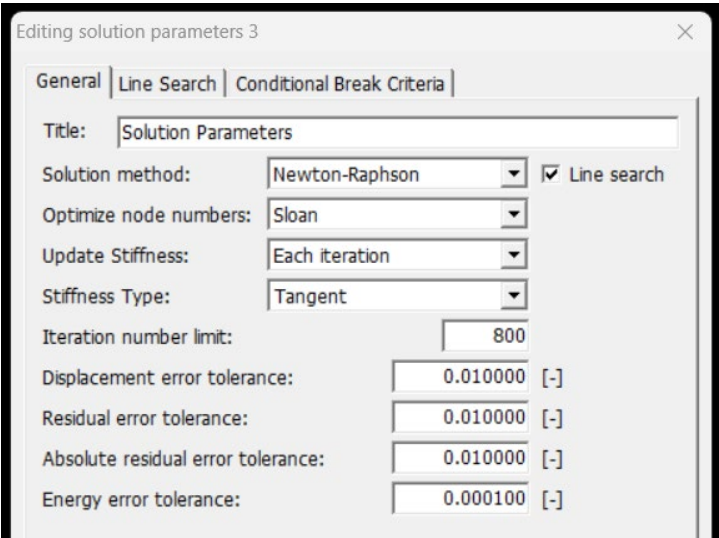 Editing solution parameters 3
General Line Search Conditional Break Criteria
Title: Solution Parameters
Solution method: Newton-Raphson Line search
Optimize node numbers: Sloan
Update Stiffness: Each iteration
Stiffness Type: Tangent
Iteration number limit: 800
Displacement error tolerance: 0.010000 [-]
Residual error tolerance: 0.010000 [-]
Absolute residual error tolerance: 0.010000 [-]
Energy error tolerance: 0.000100 [-]